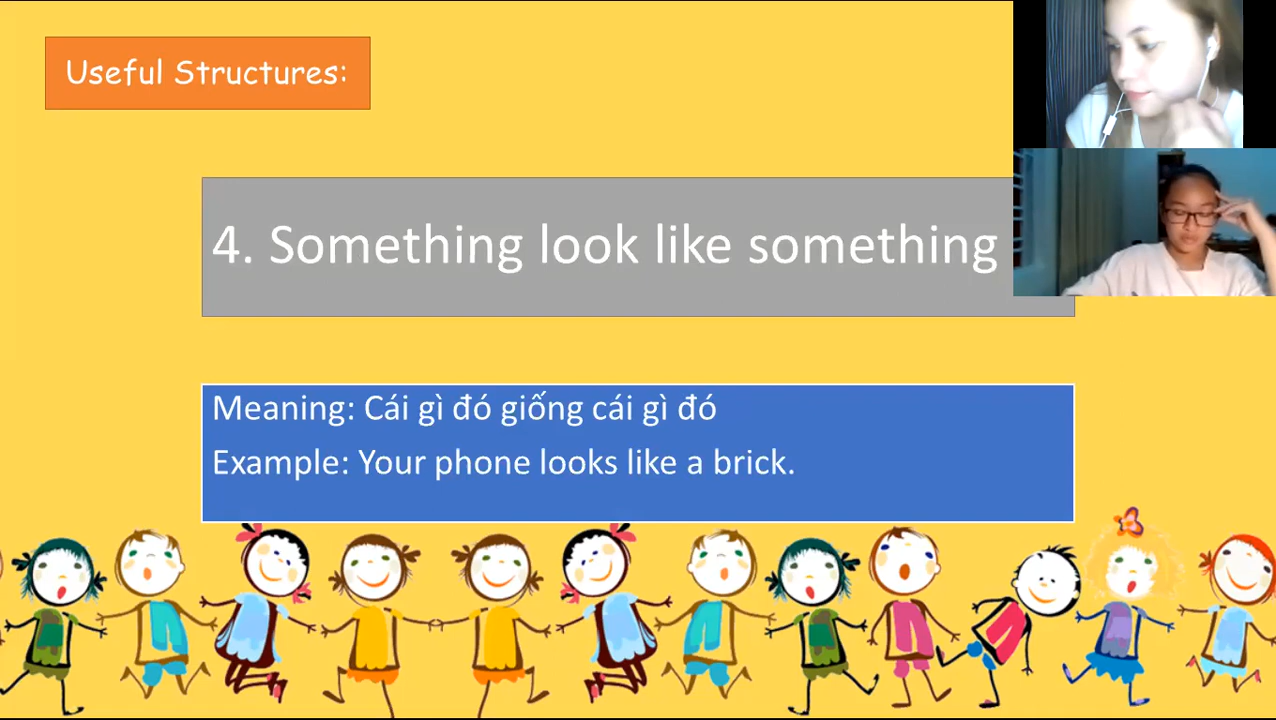 Useful Structures:
4. Something look like something
Meaning: Cái gì đó giống cái gì đó
Example: Your phone looks like a brick.